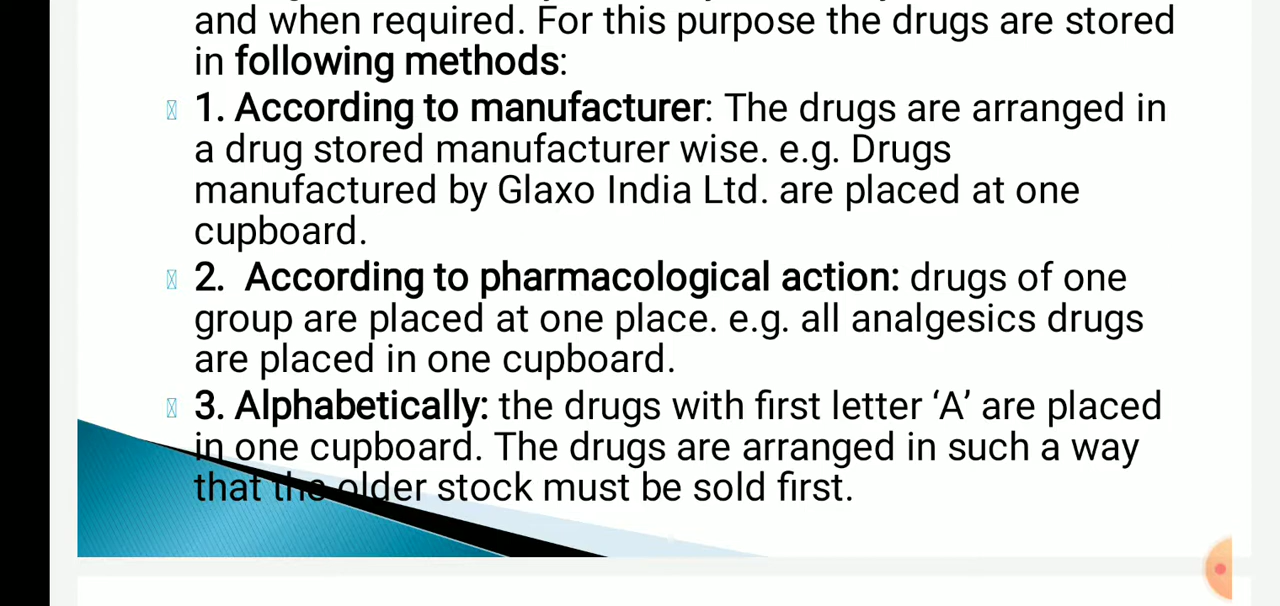 and when required. For this purpose the drugs are stored
in following methods:
1. According to manufacturer: The drugs are arranged in
a drug stored manufacturer wise. e.g. Drugs
manufactured by Glaxo India Ltd. are placed at one
cupboard.
2. According to pharmacological action: drugs of one
group are placed at one place. e.g. all analgesics drugs
are placed in one cupboard.
3. Alphabetically: the drugs with first letter ‘A’ are placed
in one cupboard. The drugs are arranged in such a way
that the older stock must be sold first.